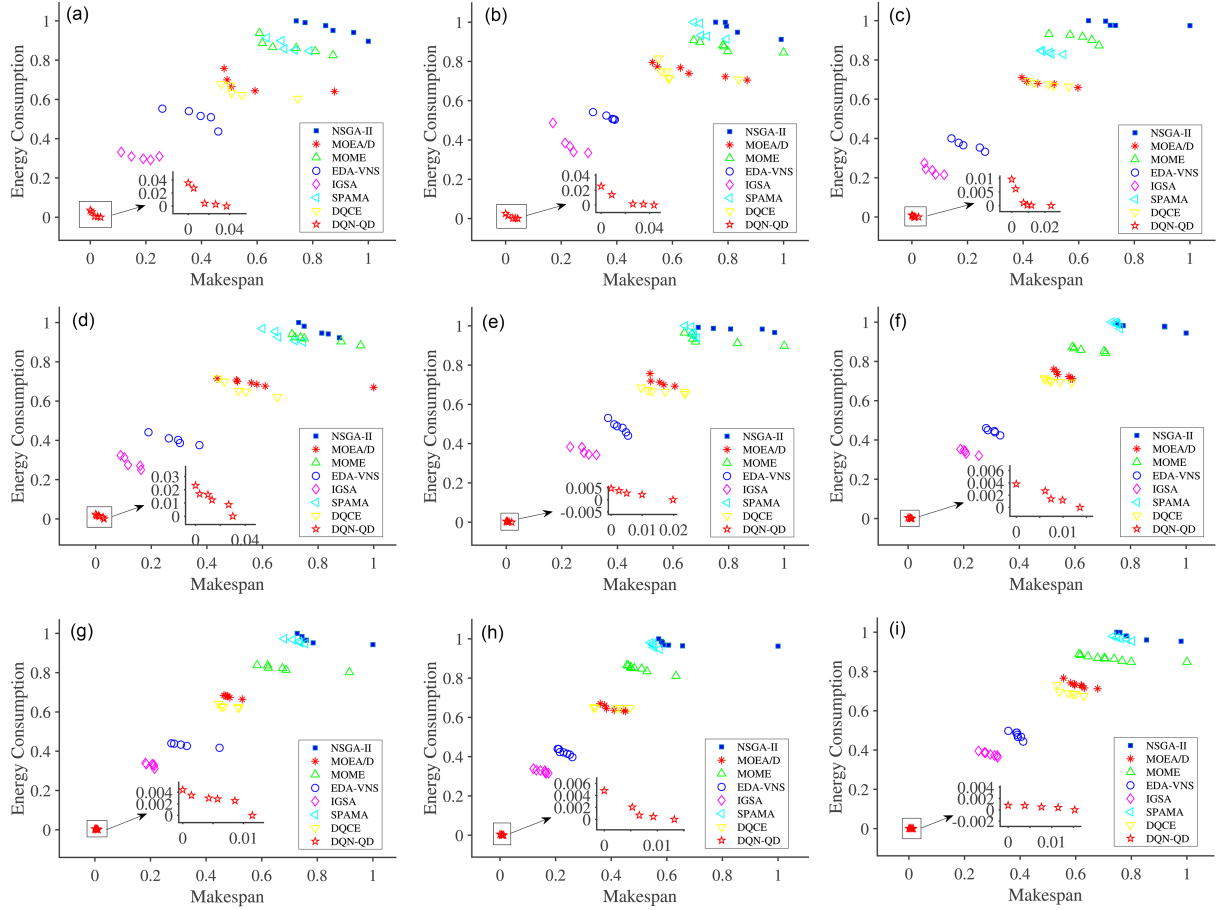 (a)
Energy Consumption
1
0.8
0.6
0.4
0.2
0
NSGA-II
MOEA/D
MOME
EDA-VNS
IGSA
SPAMA
DQCE
DQN-QD
0.04
0.02
0
0 0.04
0 0.2 0.4 0.6 0.8 1
Makespan
(b)
Energy Consumption
1
0.8
0.6
0.4
0.2
0
NSGA-II
MOEA/D
MOME
EDA-VNS
IGSA
SPAMA
DQCE
DQN-QD
0.04
0.02
0
0 0.04
0 0.2 0.4 0.6 0.8 1
Makespan
(c)
Energy Consumption
1
0.8
0.6
0.4
0.2
0
NSGA-II
MOEA/D
MOME
EDA-VNS
IGSA
SPAMA
DQCE
DQN-QD
0.01
0.005
0
0 0.02
0 0.2 0.4 0.6 0.8 1
Makespan
(d)
Energy Consumption
1
0.8
0.6
0.4
0.2
0
NSGA-II
MOEA/D
MOME
EDA-VNS
IGSA
SPAMA
DQCE
DQN-QD
0.03
0.02
0.01
0
0 0.04
0 0.2 0.4 0.6 0.8 1
Makespan
(e)
Energy Consumption
1
0.8
0.6
0.4
0.2
0
NSGA-II
MOEA/D
MOME
EDA-VNS
IGSA
SPAMA
DQCE
DQN-QD
0.005
-0.005
0 0.01 0.02
0 0.2 0.4 0.6 0.8 1
Makespan
(f)
Energy Consumption
1
0.8
0.6
0.4
0.2
0
NSGA-II
MOEA/D
MOME
EDA-VNS
IGSA
SPAMA
DQCE
DQN-QD
0.006
0.004
0.002
0
0 0.01
0 0.2 0.4 0.6 0.8 1
Makespan
(g)
Energy Consumption
1
0.8
0.6
0.4
0.2
0
NSGA-II
MOEA/D
MOME
EDA-VNS
IGSA
SPAMA
DQCE
DQN-QD
0.004
0.002
0
0 0.01
0 0.2 0.4 0.6 0.8 1
Makespan
(h)
Energy Consumption
1
0.8
0.6
0.4
0.2
0
NSGA-II
MOEA/D
MOME
EDA-VNS
IGSA
SPAMA
DQCE
DQN-QD
0.006
0.004
0.002
0
0 0.01
0 0.2 0.4 0.6 0.8 1
Makespan
(i)
Energy Consumption
1
0.8
0.6
0.4
0.2
0
NSGA-II
MOEA/D
MOME
EDA-VNS
IGSA
SPAMA
DQCE
DQN-QD
0.004
0.002
0
-0.002
0 0.01
0 0.2 0.4 0.6 0.8 1
Makespan